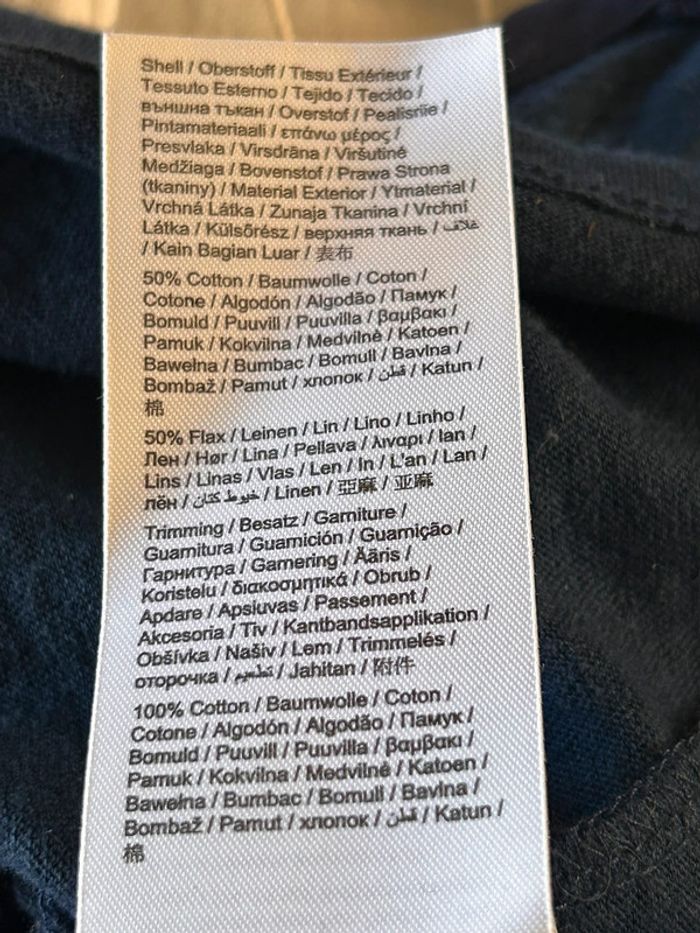 Shell / Oberstoff / Tissu Extérieur /
Tessuto Esterno / Tejido / Tecido /
външна тъкан / Overstof / Pealisriie /
Pintamateriaali / επάνω μέρος /
Presvlaka / Virsdrāna / Viršutinė
Medžiaga / Bovenstof / Prawa Strona
(tkaniny) / Material Exterior / Ytmaterial /
Vrchná Látka / Zunaja Tkanina / Vrchní
Látka / Külsőrész / верхняя ткань / غلاف
/ Kain Bagian Luar / 表布
50% Cotton / Baumwolle / Coton /
Cotone / Algodón / Algodão / Памук /
Bomuld / Puuvill / Puuvilla / βαμβακι /
Pamuk / Kokvilna / Medvilnė / Katoen /
Bawełna / Bumbac / Bomull / Bavlna /
Bombaž / Pamut / хлопок / قطن / Katun /
棉
50% Flax / Leinen / Lin / Lino / Linho /
Лен / Hør / Lina / Pellava / λιναρι / lan /
Lins / Linas / Vlas / Len / In / L'an / Lan /
лён / خيوط كتان / Linen / 亞麻 / 亚麻
Trimming / Besatz / Garniture /
Guarnitura / Guarnición / Guarnição /
Гарнитура / Garnering / Ääris /
Koristelu / διακοσμητικά / Obrub /
Apdare / Apsiuvas / Passement /
Akcesoria / Tiv / Kantbandsapplikation /
Obšívka / Našiv / Lem / Trimmelés /
оторочка / تطعيم / Jahitan / 附件
100% Cotton / Baumwolle / Coton /
Cotone / Algodón / Algodão / Памук /
Bomuld / Puuvill / Puuvilla / βαμβακι /
Pamuk / Kokvilna / Medvilnė / Katoen /
Bawełna / Bumbac / Bomull / Bavlna /
Bombaž / Pamut / хлопок / قطن / Katun /
棉